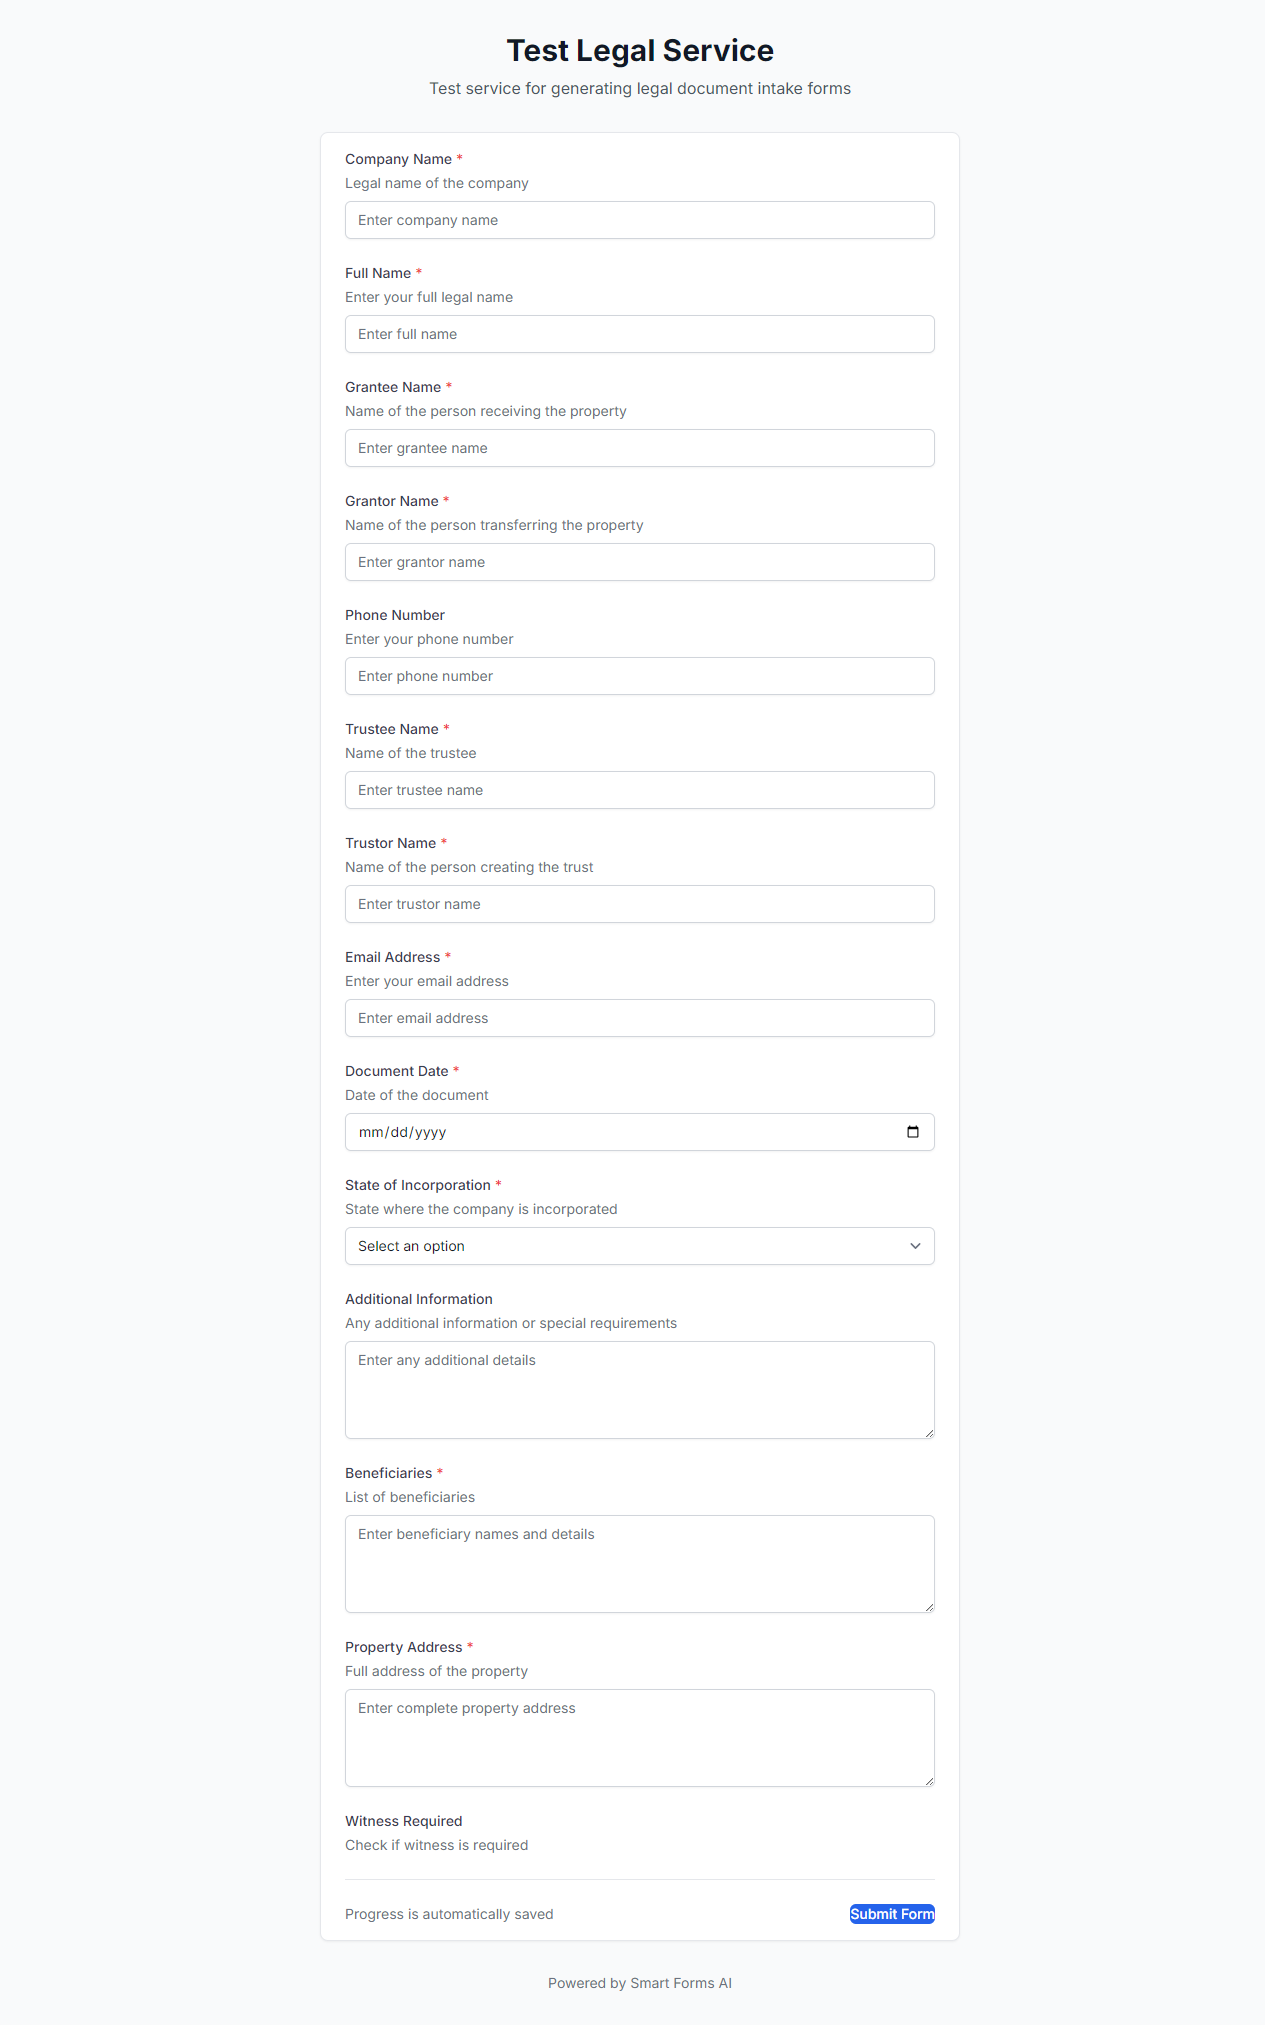 Test Legal Service
Test service for generating legal document intake forms
Company Name *
Legal name of the company
Enter company name
Full Name *
Enter your full legal name
Enter full name
Grantee Name *
Name of the person receiving the property
Enter grantee name
Grantor Name *
Name of the person transferring the property
Enter grantor name
Phone Number
Enter your phone number
Enter phone number
Trustee Name *
Name of the trustee
Enter trustee name
Trustor Name *
Name of the person creating the trust
Enter trustor name
Email Address *
Enter your email address
Enter email address
Document Date *
Date of the document
mm/dd/yyyy
State of Incorporation *
State where the company is incorporated
Select an option
Additional Information
Any additional information or special requirements
Enter any additional details
Beneficiaries *
List of beneficiaries
Enter beneficiary names and details
Property Address *
Full address of the property
Enter complete property address
Witness Required
Check if witness is required
Progress is automatically saved
Submit Form
Powered by Smart Forms AI